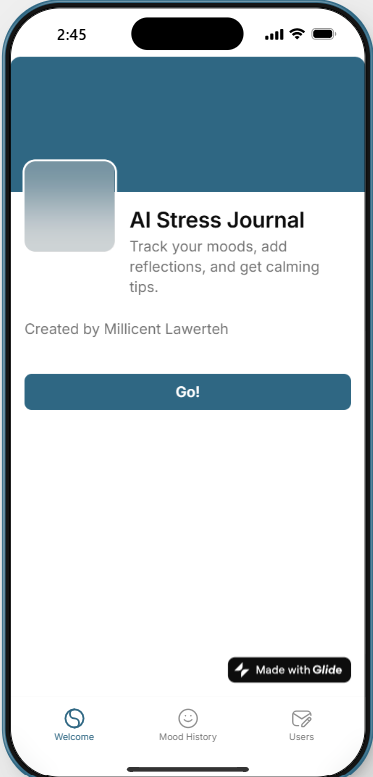 2:45
AI Stress Journal
Track your moods, add
reflections, and get calming
tips.
Created by Millicent Lawerteh
Go!
Made with Glide
Welcome
Mood History
Users